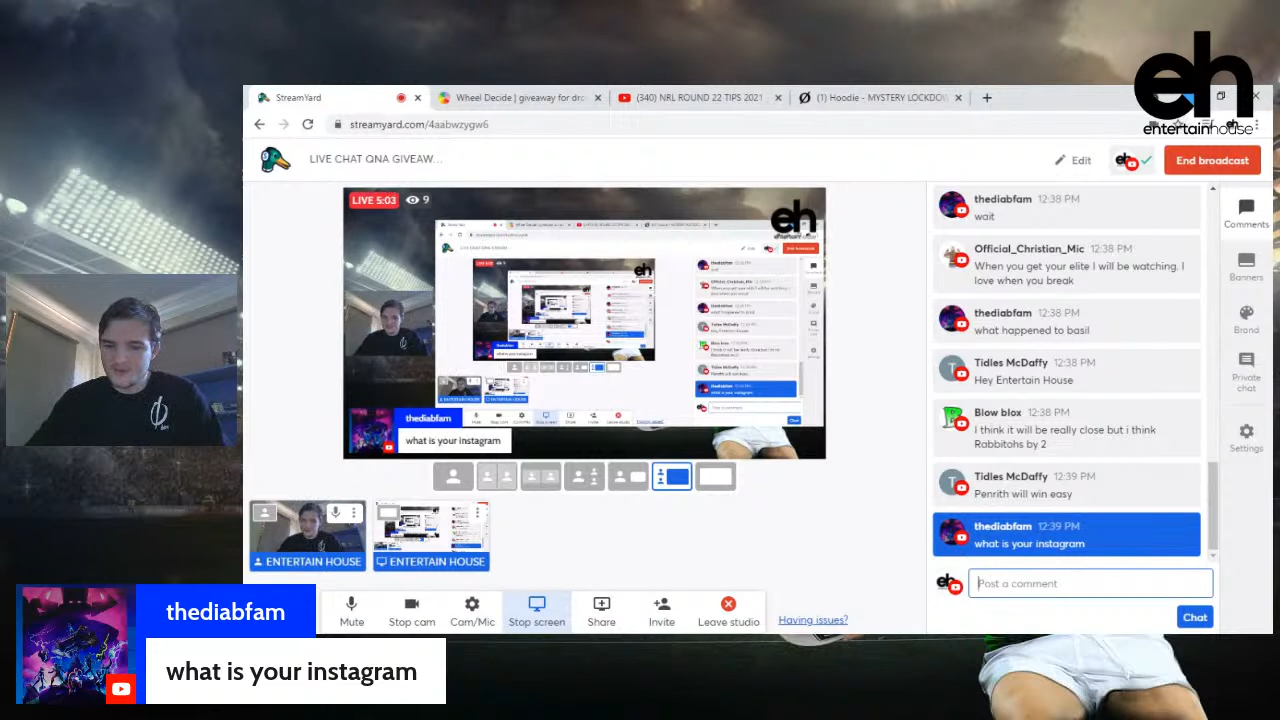 eh
entertainhouse
StreamYard
Wheel Decide | giveaway for dro
(340) NRL ROUND 22 TIPS 2021
(1) Hoodie - MYSTERY LOCKDOW
streamyard.com/4aabwzygw6
LIVE CHAT QNA GIVEAW...
Edit
End broadcast
LIVE 5:03
9
eh
eh
thediabfam
what is your instagram
ENTERTAIN HOUSE
ENTERTAIN HOUSE
Mute
Stop cam
Cam/Mic
Stop screen
Share
Invite
Leave studio
Having issues?
thediabfam 12:38 PM
wait
Official_Christian_Mic 12:38 PM
When you get your elite I will be watching. I
love when you break
thediabfam 12:38 PM
what happened to basil
Tidles McDaffy 12:38 PM
Hey Entertain House
Blow blox 12:38 PM
I think it will be really close but i think
Rabbitohs by 2
Tidles McDaffy 12:39 PM
Penrith will win easy
thediabfam 12:39 PM
what is your instagram
Post a comment
Chat
Comments
Banners
Brand
Private
chat
Settings
thediabfam
what is your instagram